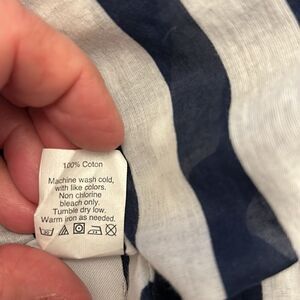 100% Coton
Machine wash cold,
with like colors.
Non chlorine
bleach only.
Tumble dry low.
Warm iron as needed.